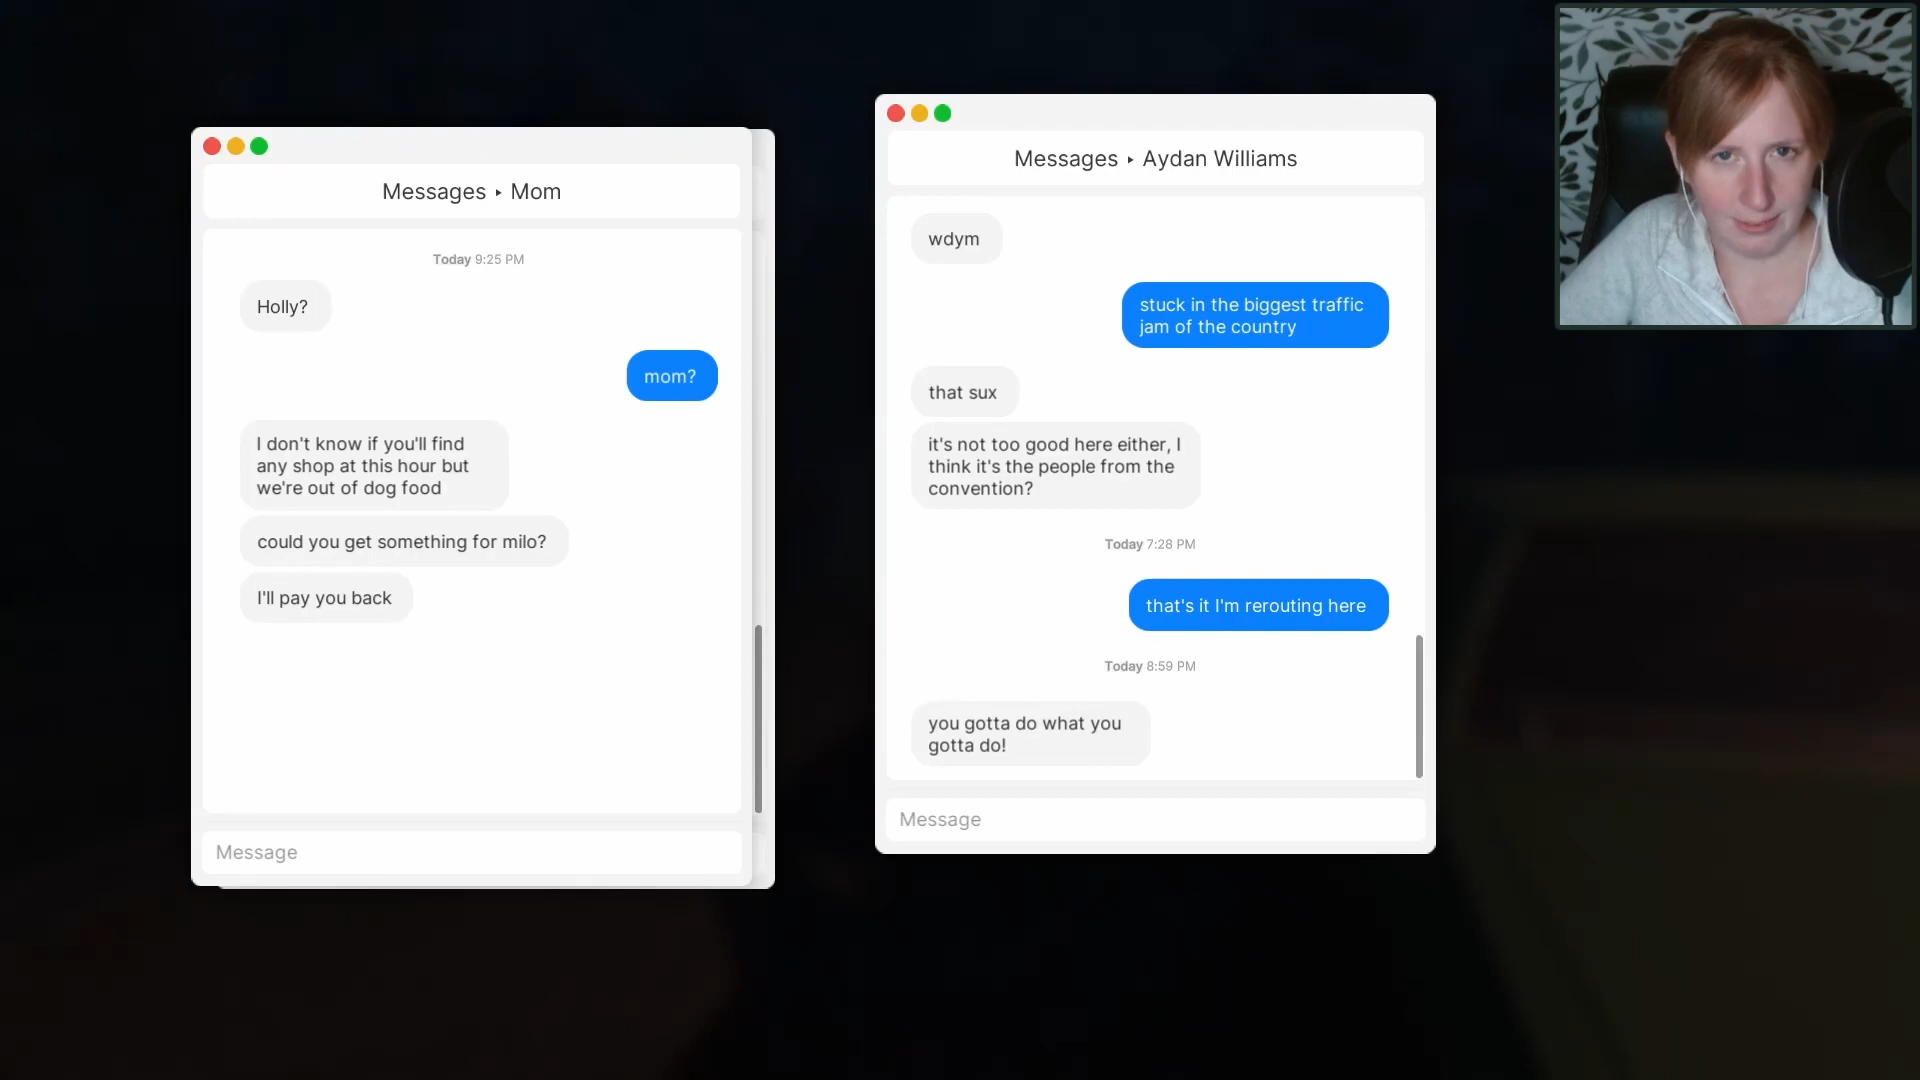 Messages ▸ Mom
Today 9:25 PM
Holly?
mom?
I don't know if you'll find
any shop at this hour but
we're out of dog food
could you get something for milo?
I'll pay you back
Message
Messages ▸ Aydan Williams
wdym
stuck in the biggest traffic
jam of the country
that sux
it's not too good here either, I
think it's the people from the
convention?
Today 7:28 PM
that's it I'm rerouting here
Today 8:59 PM
you gotta do what you
gotta do!
Message